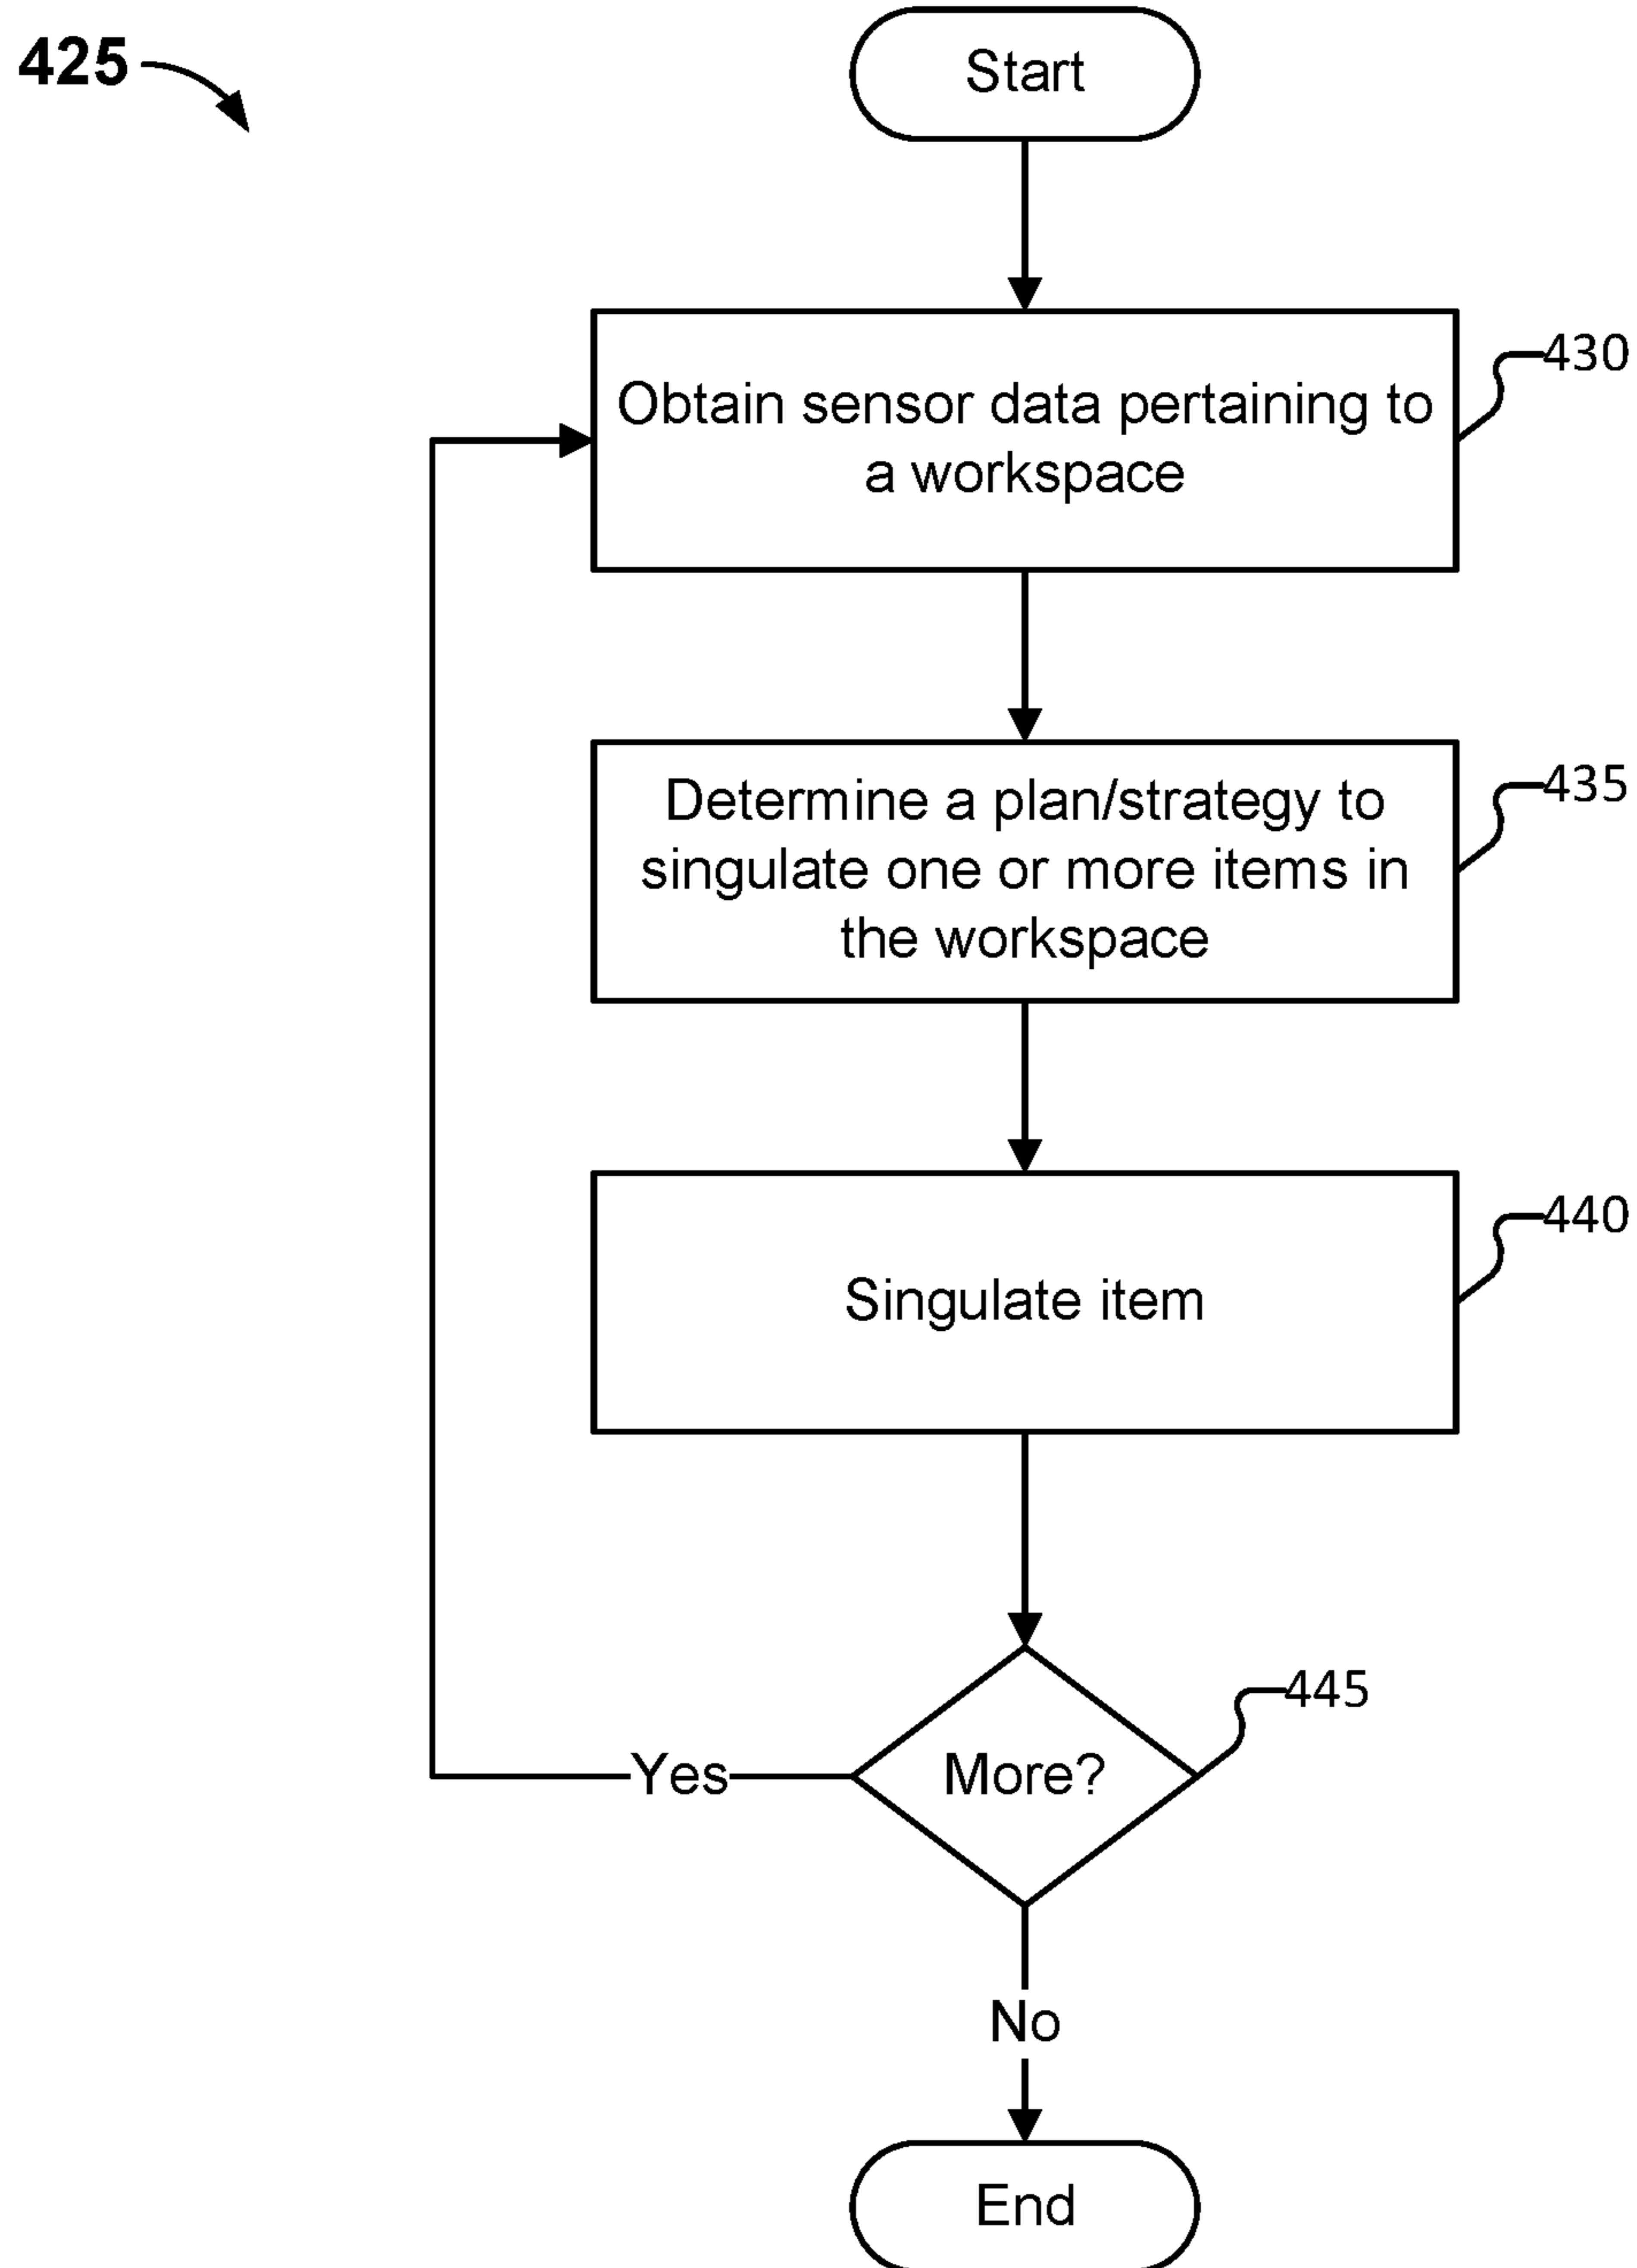 425
Start
Obtain sensor data pertaining to
a workspace
430
Determine a plan/strategy to
singulate one or more items in
the workspace
435
Singulate item
440
More?
445
Yes
No
End